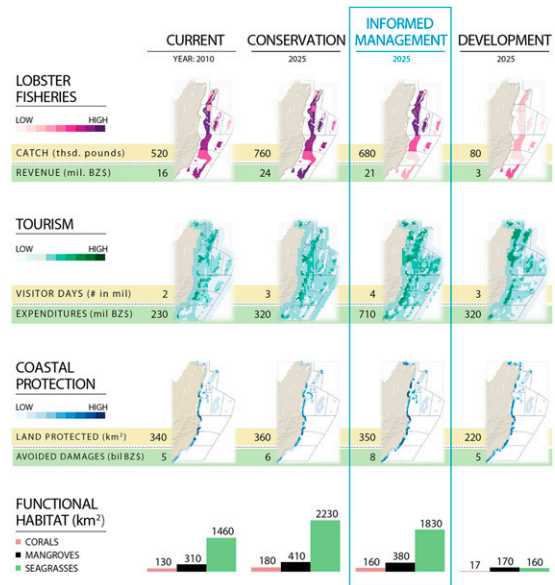 CURRENT
YEAR: 2010
CONSERVATION
2025
INFORMED
MANAGEMENT
2025
DEVELOPMENT
2025
LOBSTER
FISHERIES
LOW HIGH
CATCH (thsd. pounds) 520 760 680 80
REVENUE (mil. BZ$) 16 24 21 3
TOURISM
LOW HIGH
VISITOR DAYS (# in mil) 2 3 4 3
EXPENDITURES (mil BZ$) 230 320 710 320
COASTAL
PROTECTION
LOW HIGH
LAND PROTECTED (km²) 340 360 350 220
AVOIDED DAMAGES (bil BZ$) 5 6 8 5
FUNCTIONAL
HABITAT (km²)
CORALS
MANGROVES
SEAGRASSES
130 310 1460
180 410 2230
160 380 1830
17 170 160